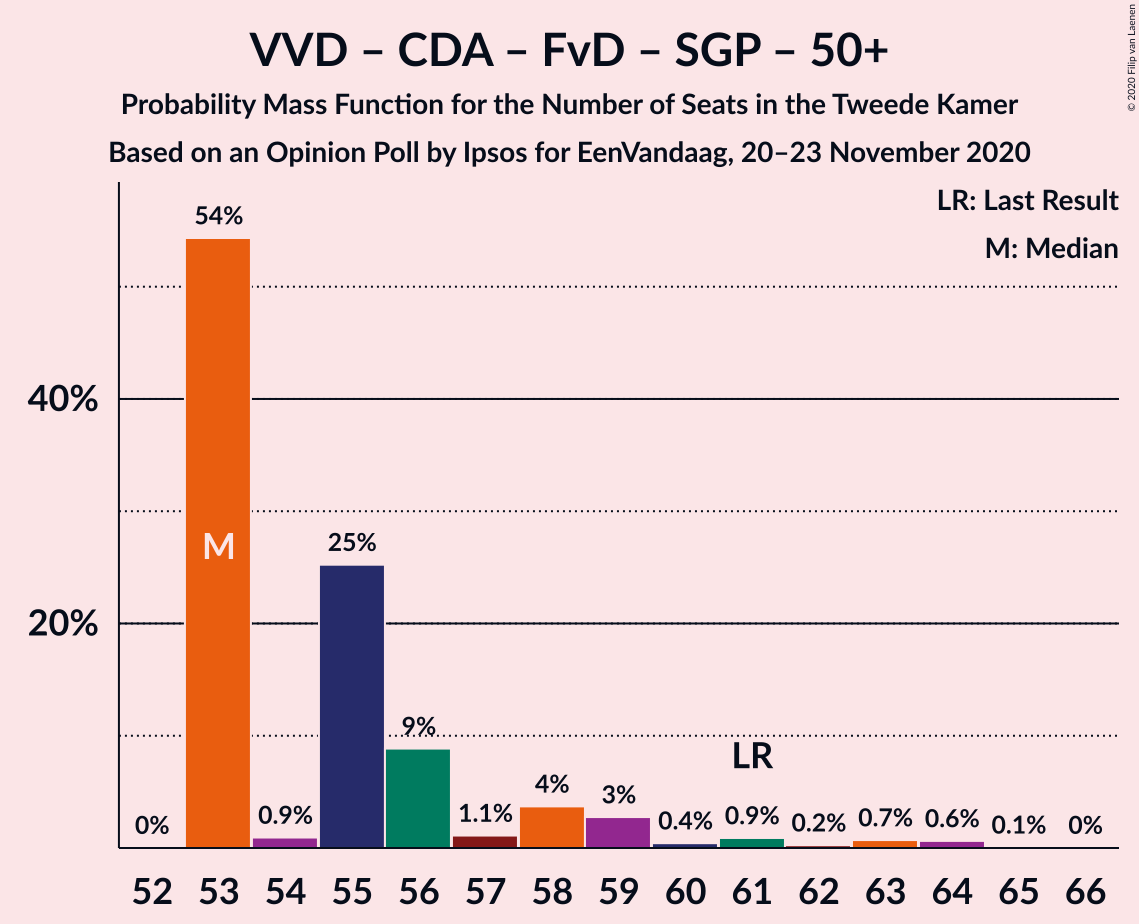 VVD – CDA – FvD – SGP – 50+
Probability Mass Function for the Number of Seats in the Tweede Kamer
Based on an Opinion Poll by Ipsos for EenVandaag, 20–23 November 2020
© 2020 Filip van Laenen
LR: Last Result
M: Median
40%
20%
0%
54%
M
0.9%
25%
9%
1.1%
4%
3%
0.4%
LR
0.9%
0.2%
0.7%
0.6%
0.1%
0%
52 53 54 55 56 57 58 59 60 61 62 63 64 65 66